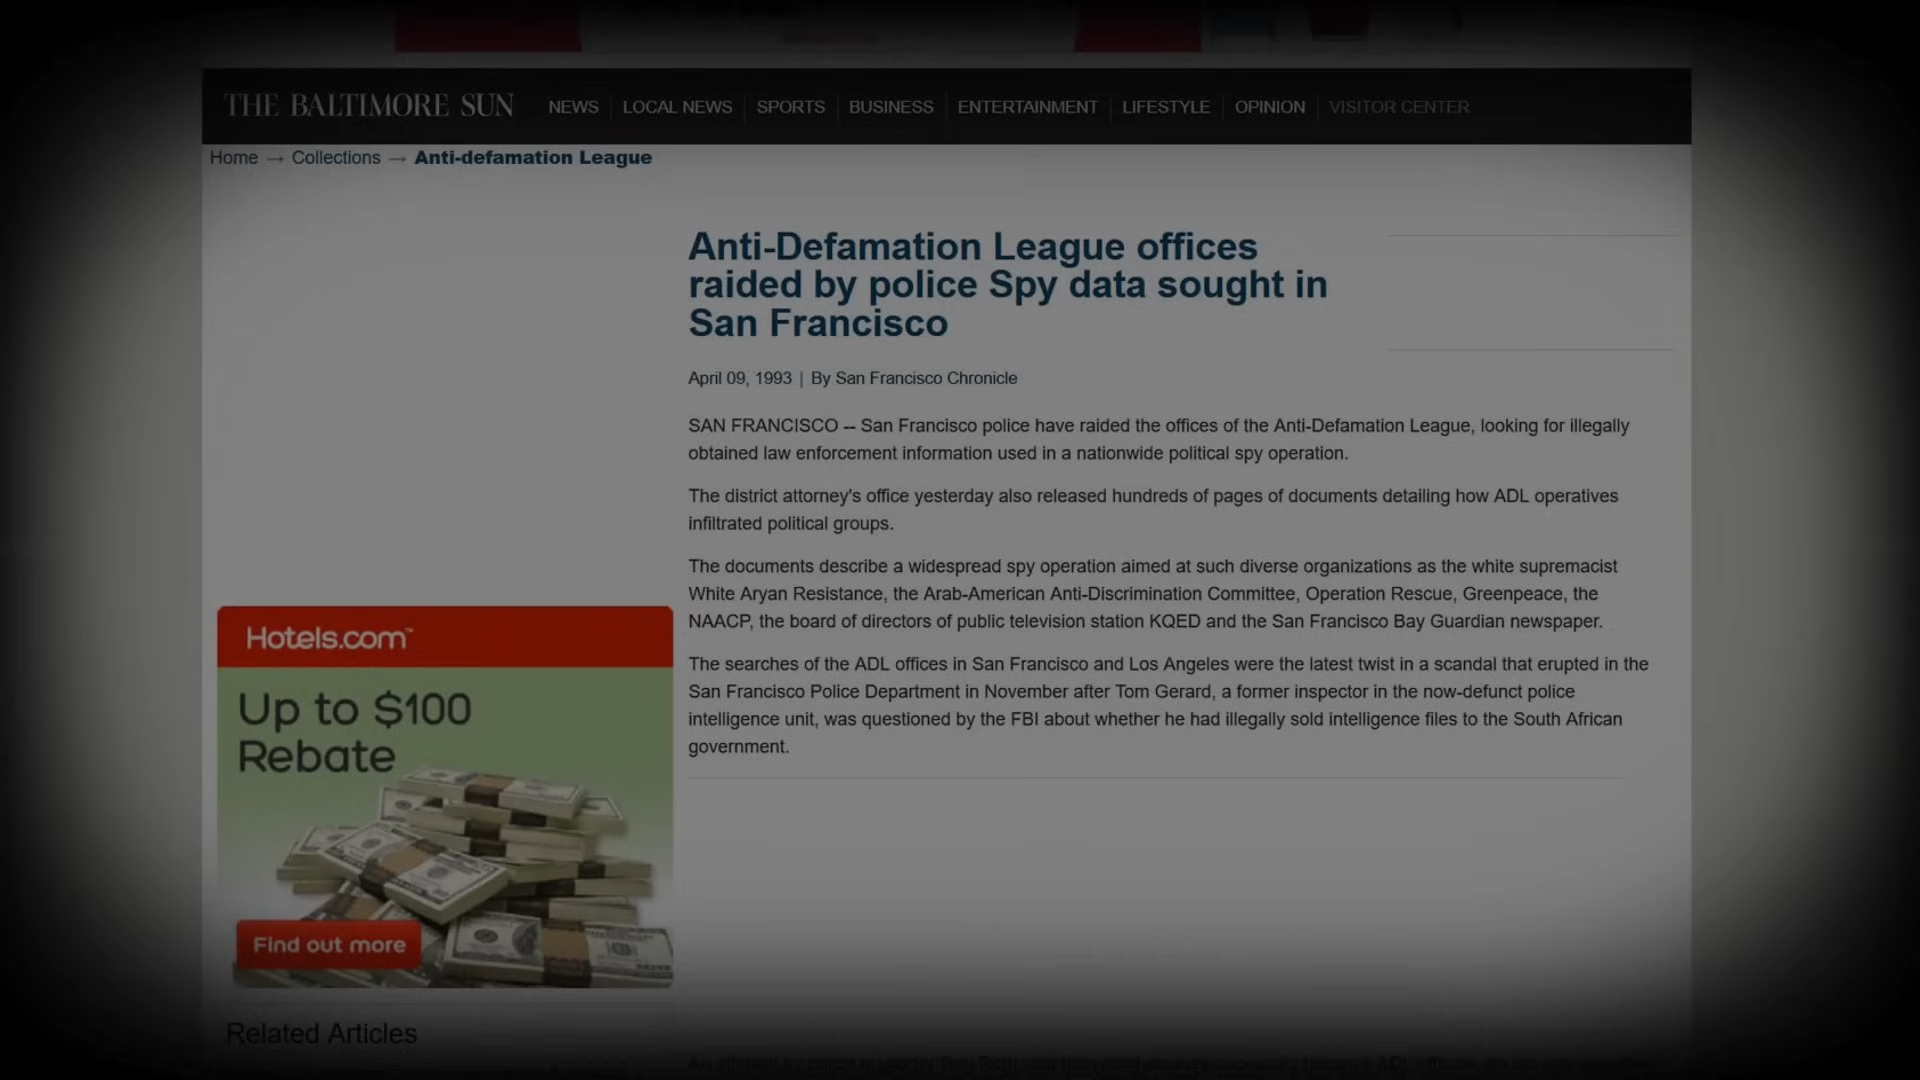 THE BALTIMORE SUN NEWS LOCAL NEWS SPORTS BUSINESS ENTERTAINMENT LIFESTYLE OPINION VISITOR CENTER
Home → Collections → Anti-defamation League
Anti-Defamation League offices
raided by police Spy data sought in
San Francisco
April 09, 1993 | By San Francisco Chronicle
SAN FRANCISCO -- San Francisco police have raided the offices of the Anti-Defamation League, looking for illegally
obtained law enforcement information used in a nationwide political spy operation.
The district attorney's office yesterday also released hundreds of pages of documents detailing how ADL operatives
infiltrated political groups.
The documents describe a widespread spy operation aimed at such diverse organizations as the white supremacist
White Aryan Resistance, the Arab-American Anti-Discrimination Committee, Operation Rescue, Greenpeace, the
NAACP, the board of directors of public television station KQED and the San Francisco Bay Guardian newspaper.
The searches of the ADL offices in San Francisco and Los Angeles were the latest twist in a scandal that erupted in the
San Francisco Police Department in November after Tom Gerard, a former inspector in the now-defunct police
intelligence unit, was questioned by the FBI about whether he had illegally sold intelligence files to the South African
government.
Hotels.com™
Up to $100
Rebate
Find out more
Related Articles